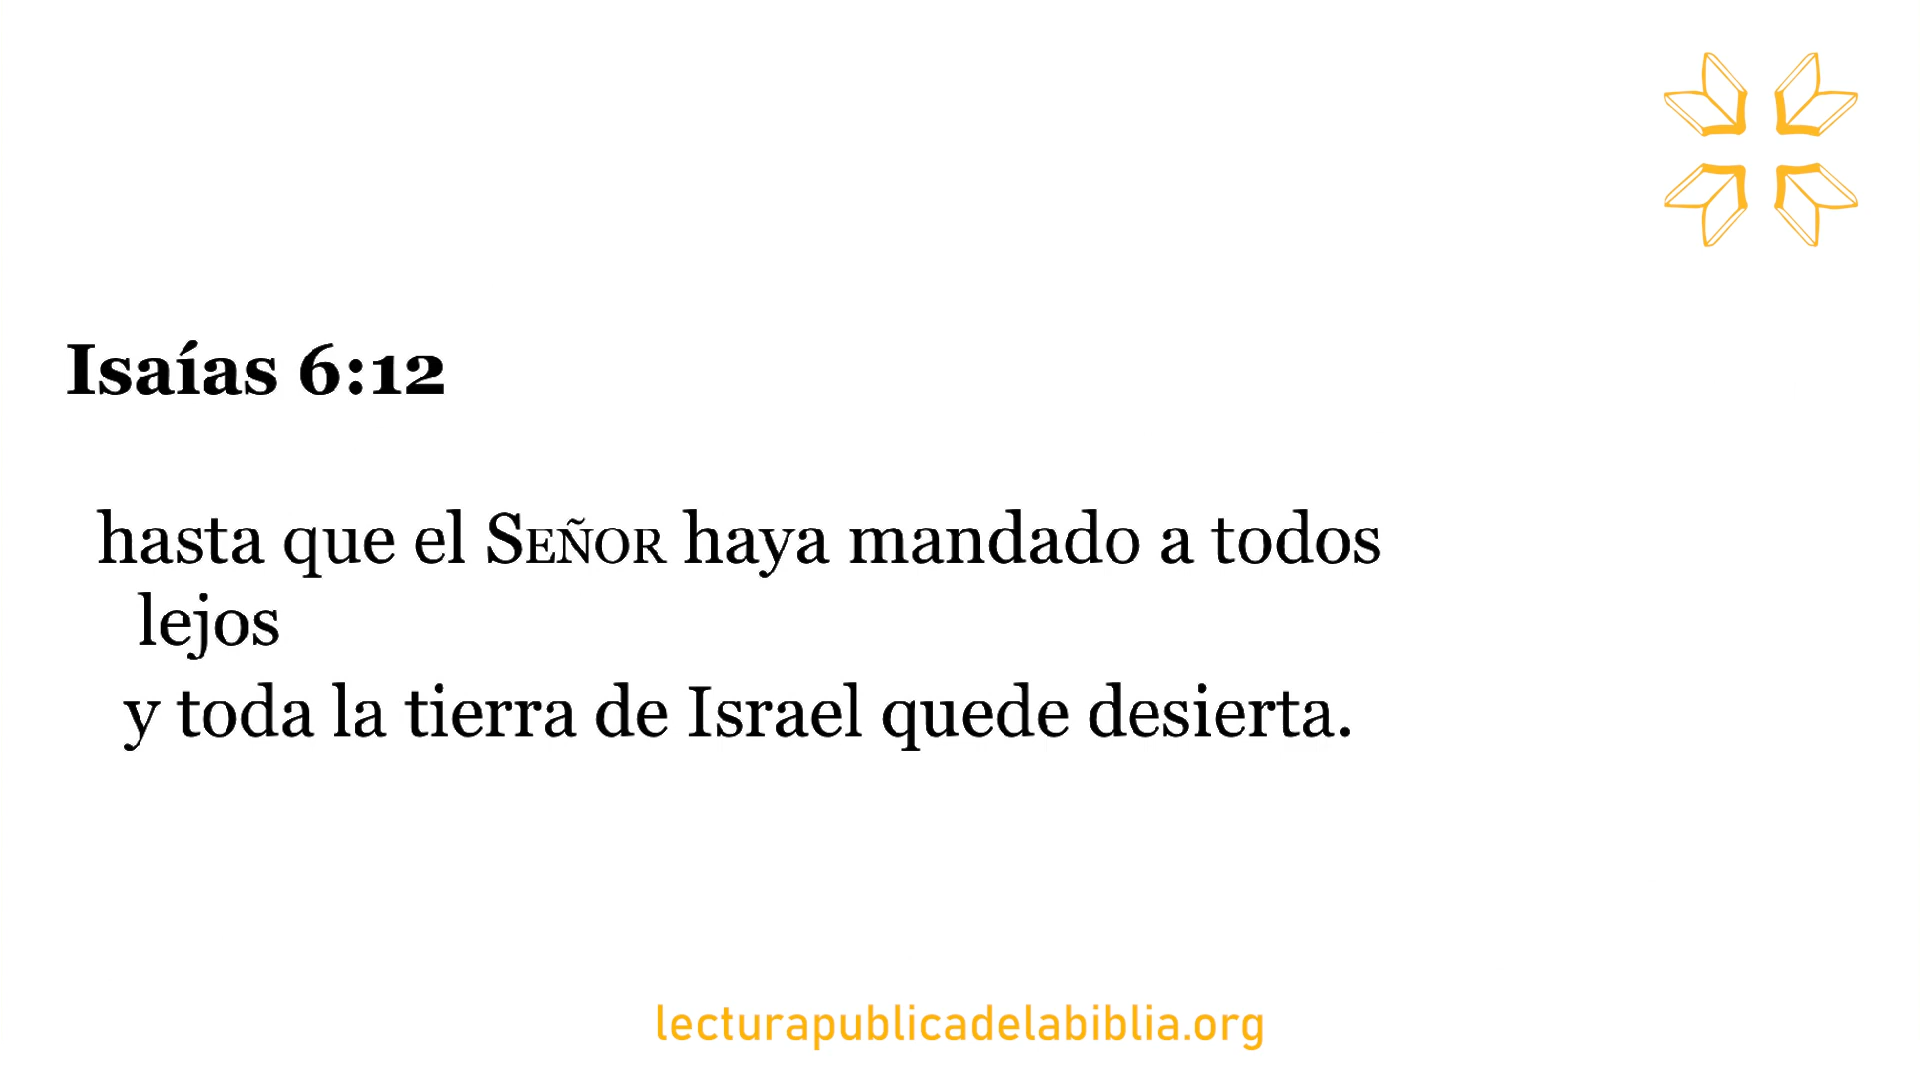 Isaías 6:12
hasta que el SEÑOR haya mandado a todos
lejos
y toda la tierra de Israel quede desierta.
lecturapublicadelabiblia.org